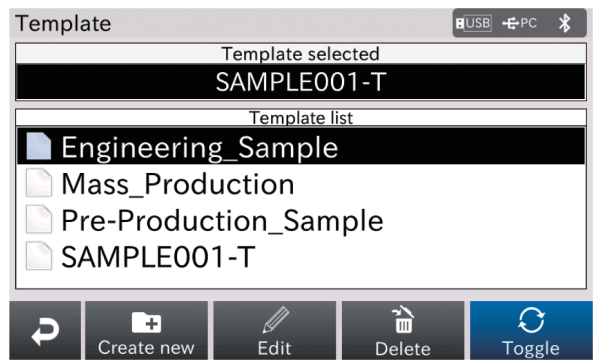 Template
USB PC
Template selected
SAMPLE001-T
Template list
Engineering_Sample
Mass_Production
Pre-Production_Sample
SAMPLE001-T
Create new Edit Delete Toggle